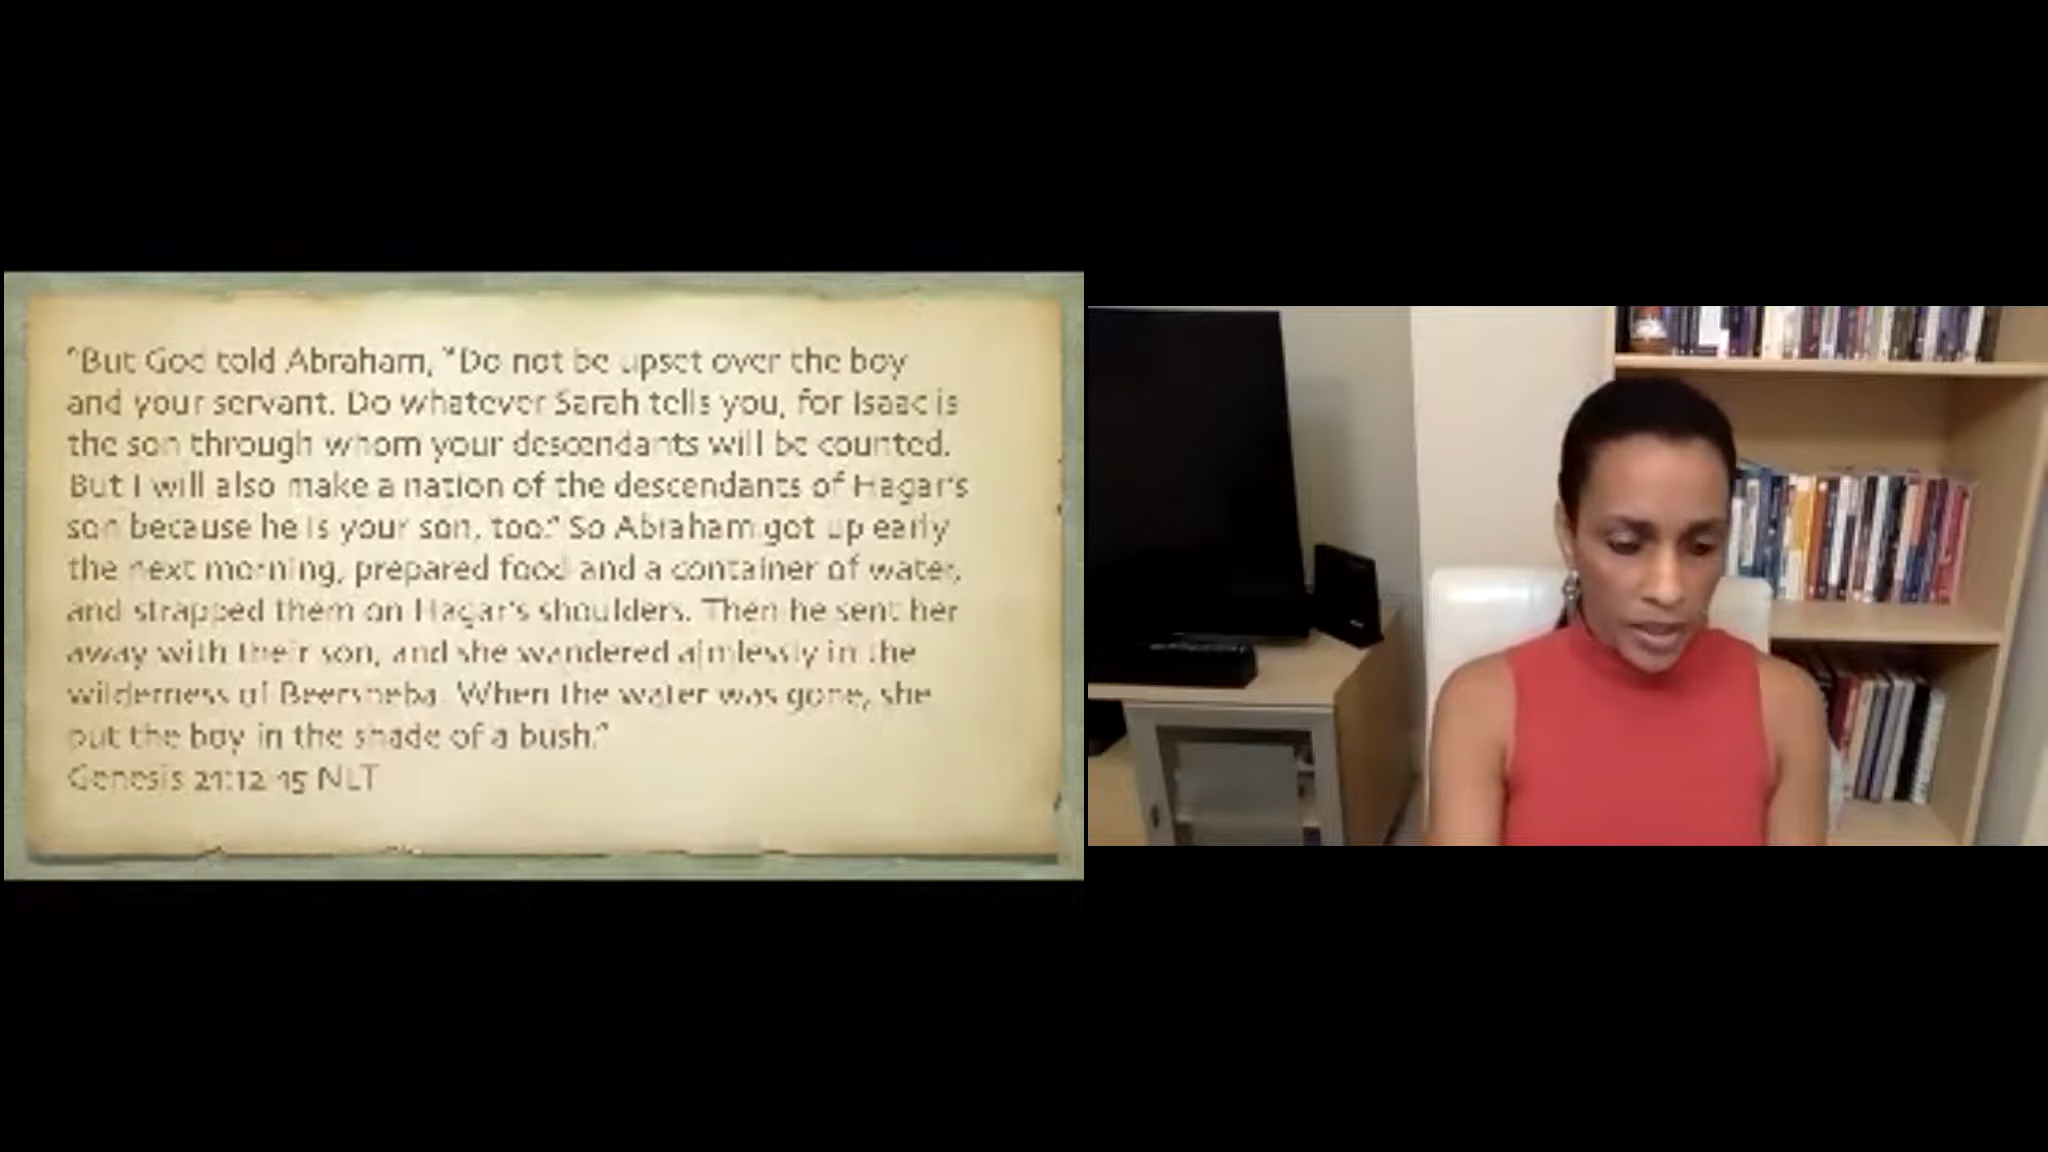 "But God told Abraham, "Do not be upset over the boy
and your servant. Do whatever Sarah tells you, for Isaac is
the son through whom your descendants will be counted.
But I will also make a nation of the descendants of Hagar's
son because he is your son, too." So Abraham got up early
the next morning, prepared food and a container of water,
and strapped them on Hagar's shoulders. Then he sent her
away with their son, and she wandered aimlessly in the
wilderness of Beersheba. When the water was gone, she
put the boy in the shade of a bush."
Genesis 21:12-15 NLT